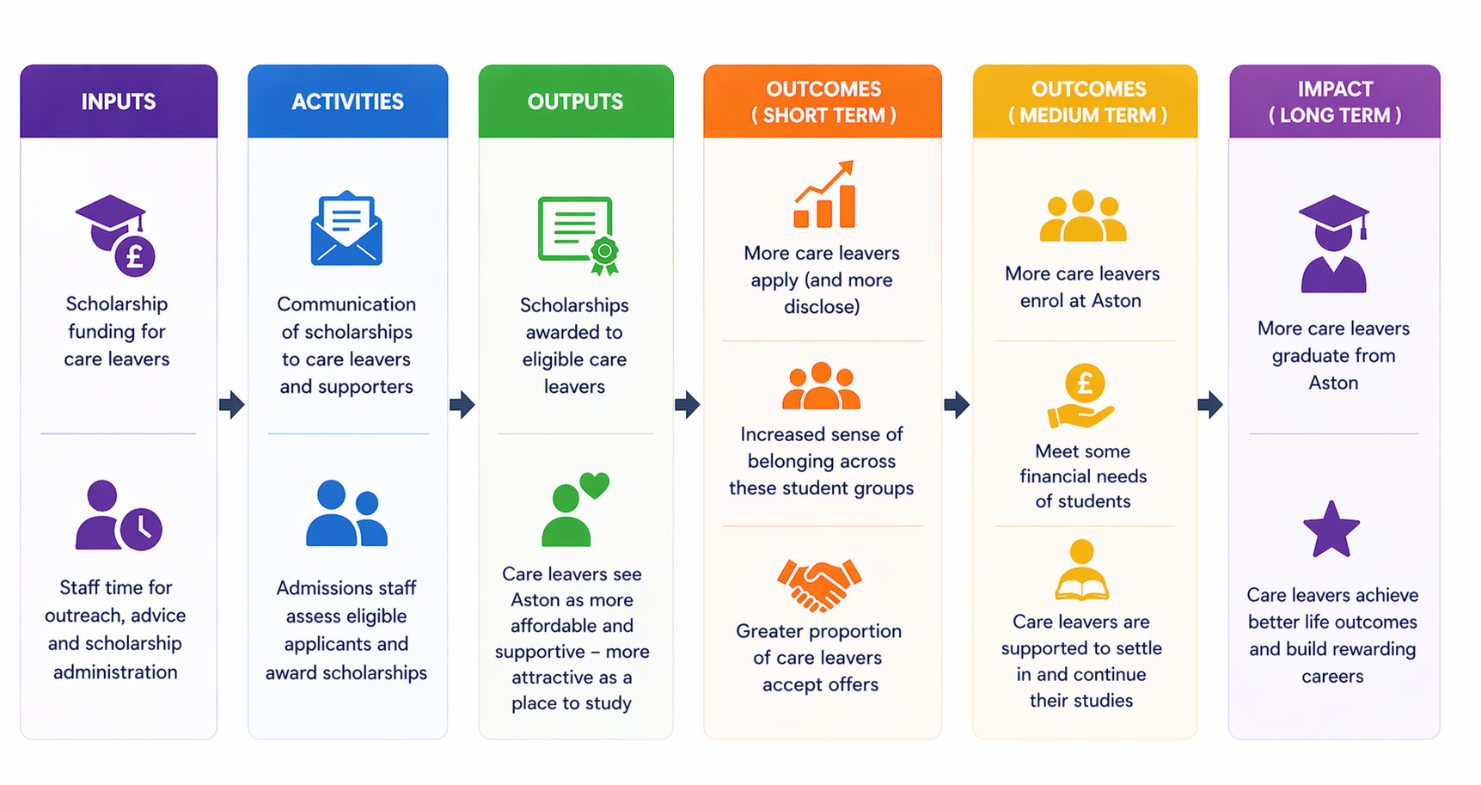 INPUTS
£
Scholarship
funding for
care leavers
Staff time for
outreach, advice
and scholarship
administration
ACTIVITIES
Communication
of scholarships
to care leavers
and supporters
Admissions staff
assess eligible
applicants and
award scholarships
OUTPUTS
Scholarships
awarded to
eligible care
leavers
Care leavers see
Aston as more
affordable and
supportive – more
attractive as a
place to study
OUTCOMES
( SHORT TERM )
More care leavers
apply (and more
disclose)
Increased sense of
belonging across
these student groups
Greater proportion
of care leavers
accept offers
OUTCOMES
( MEDIUM TERM )
More care leavers
enrol at Aston
£
Meet some
financial needs
of students
Care leavers are
supported to settle
in and continue
their studies
IMPACT
( LONG TERM )
More care leavers
graduate from
Aston
Care leavers achieve
better life outcomes
and build rewarding
careers